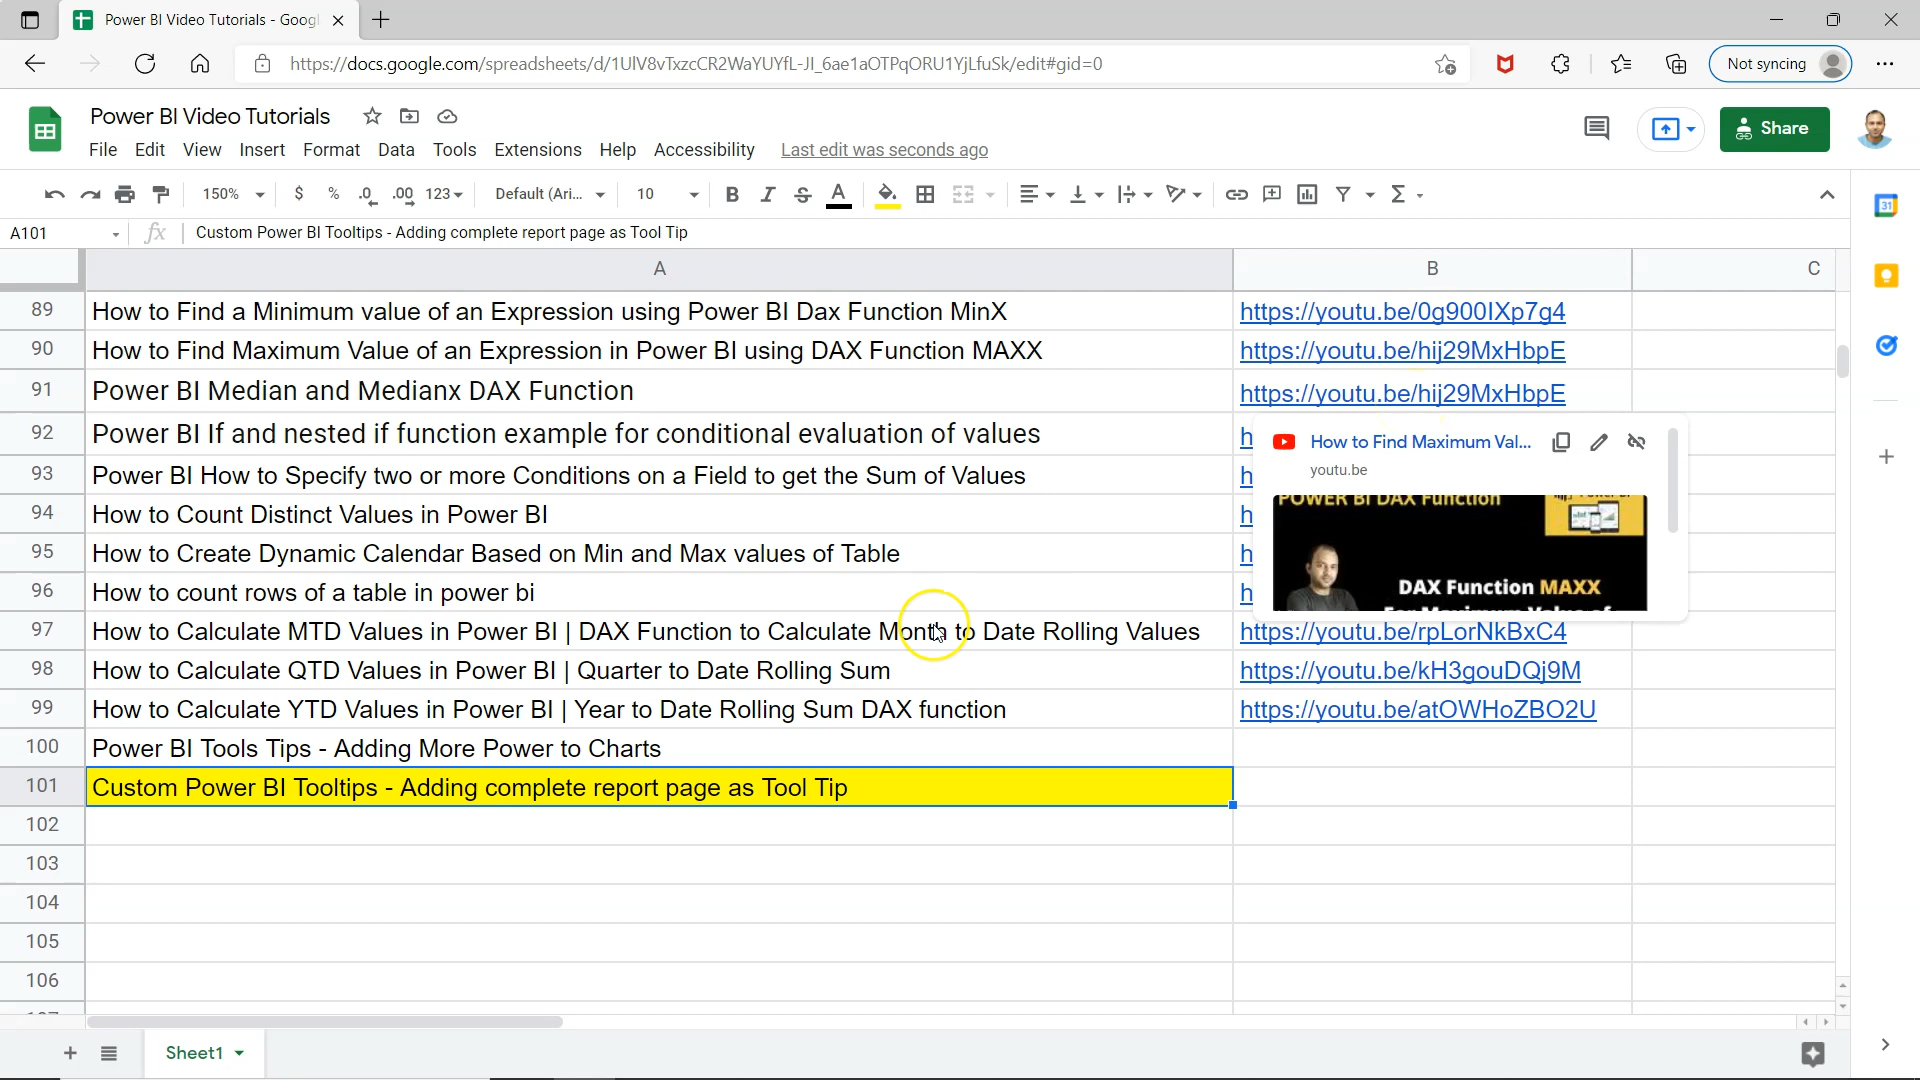 Power BI Video Tutorials - Googl
https://docs.google.com/spreadsheets/d/1UlV8vTxzcCR2WaYUYfL-JI_6ae1aOTPqORU1YjLfuSk/edit#gid=0
Not syncing
Power BI Video Tutorials
File Edit View Insert Format Data Tools Extensions Help Accessibility Last edit was seconds ago
Share
150% $ % .0 .00 123 Default (Ari... 10 B I S A Σ
31
A101 fx Custom Power BI Tooltips - Adding complete report page as Tool Tip
A B C
89 How to Find a Minimum value of an Expression using Power BI Dax Function MinX https://youtu.be/0g900IXp7g4
90 How to Find Maximum Value of an Expression in Power BI using DAX Function MAXX https://youtu.be/hij29MxHbpE
91 Power BI Median and Medianx DAX Function https://youtu.be/hij29MxHbpE
92 Power BI If and nested if function example for conditional evaluation of values h
How to Find Maximum Val...
youtu.be
93 Power BI How to Specify two or more Conditions on a Field to get the Sum of Values h
POWER BI DAX Function
94 How to Count Distinct Values in Power BI h
95 How to Create Dynamic Calendar Based on Min and Max values of Table h
96 How to count rows of a table in power bi h
DAX Function MAXX
For Maximum Value of
97 How to Calculate MTD Values in Power BI | DAX Function to Calculate Month to Date Rolling Values https://youtu.be/rpLorNkBxC4
98 How to Calculate QTD Values in Power BI | Quarter to Date Rolling Sum https://youtu.be/kH3gouDQj9M
99 How to Calculate YTD Values in Power BI | Year to Date Rolling Sum DAX function https://youtu.be/atOWHoZBO2U
100 Power BI Tools Tips - Adding More Power to Charts
101 Custom Power BI Tooltips - Adding complete report page as Tool Tip
102
103
104
105
106
Sheet1